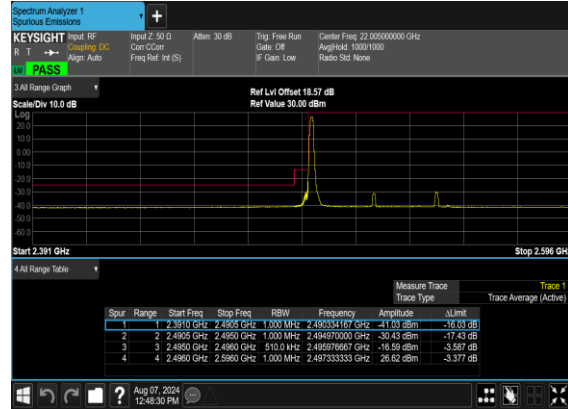 Spectrum Analyzer 1
Spurious Emissions
KEYSIGHT Input: RF Input Z: 50 Ω Atten: 30 dB Trig: Free Run Center Freq: 22.005000000 GHz
R T Coupling: DC Corr CCorr Gate: Off Avg|Hold: 1000/1000
Align: Auto Freq Ref: Int (S) IF Gain: Low Radio Std: None
PASS
3 All Range Graph
Ref Lvl Offset 18.57 dB
Scale/Div 10.0 dB Ref Value 30.00 dBm
Log
20.0
10.0
0.00
-10.0
-20.0
-30.0
-40.0
-50.0
-60.0
Start 2.391 GHz Stop 2.596 GH
4 All Range Table
Measure Trace Trace 1
Trace Type Trace Average (Active)
Spur Range Start Freq Stop Freq RBW Frequency Amplitude ΔLimit
1 1 2.3910 GHz 2.4905 GHz 1.000 MHz 2.490334167 GHz -41.03 dBm -16.03 dB
2 2 2.4905 GHz 2.4950 GHz 1.000 MHz 2.494970000 GHz -30.43 dBm -17.43 dB
3 3 2.4950 GHz 2.4960 GHz 510.0 kHz 2.495976667 GHz -16.59 dBm -3.587 dB
4 4 2.4960 GHz 2.5960 GHz 1.000 MHz 2.497333333 GHz 26.62 dBm -3.377 dB
? Aug 07, 2024
12:48:30 PM